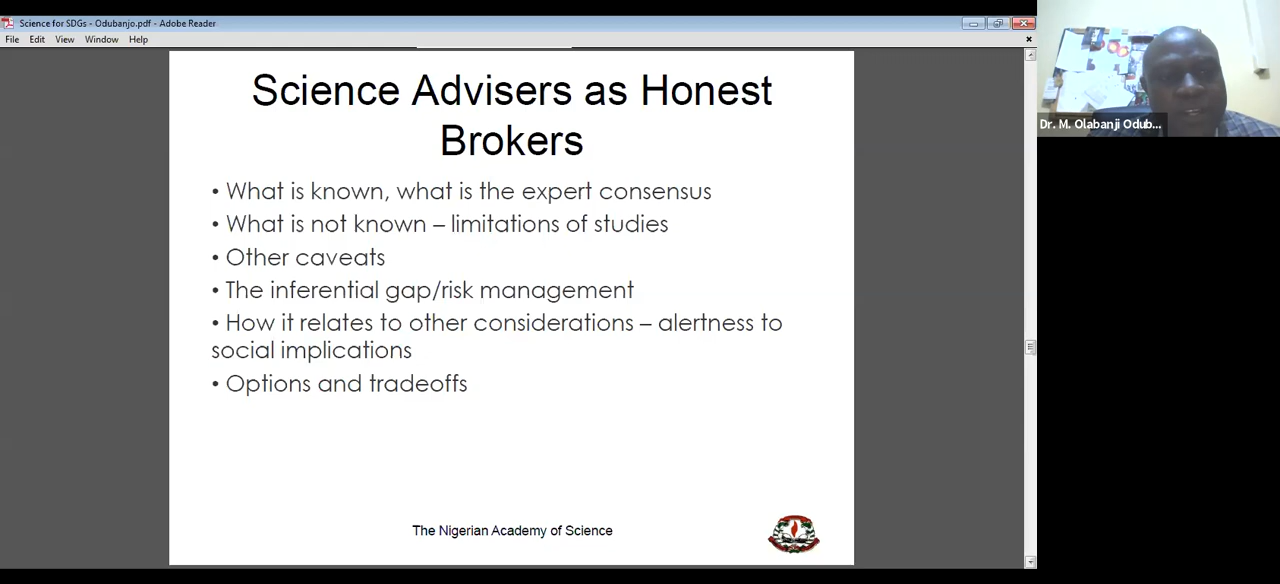 Science for SDGs - Odubanjo.pdf - Adobe Reader
File Edit View Window Help
Science Advisers as Honest
Brokers
• What is known, what is the expert consensus
• What is not known – limitations of studies
• Other caveats
• The inferential gap/risk management
• How it relates to other considerations – alertness to
social implications
• Options and tradeoffs
The Nigerian Academy of Science
Dr. M. Olabanji Odub...